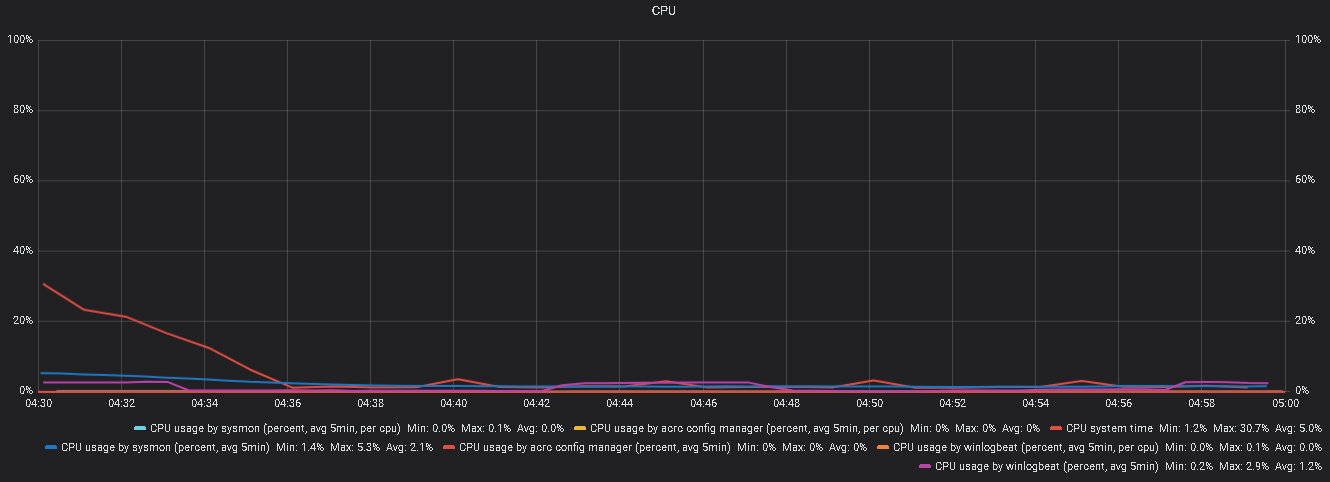 CPU
100% 100%
80% 80%
60% 60%
40% 40%
20% 20%
0% 0%
04:30 04:32 04:34 04:36 04:38 04:40 04:42 04:44 04:46 04:48 04:50 04:52 04:54 04:56 04:58 05:00
CPU usage by sysmon (percent, avg 5min, per cpu) Min: 0.0% Max: 0.1% Avg: 0.0% CPU usage by acrc config manager (percent, avg 5min, per cpu) Min: 0% Max: 0% Avg: 0% CPU system time Min: 1.2% Max: 30.7% Avg: 5.0%
CPU usage by sysmon (percent, avg 5min) Min: 1.4% Max: 5.3% Avg: 2.1% CPU usage by acrc config manager (percent, avg 5min) Min: 0% Max: 0% Avg: 0% CPU usage by winlogbeat (percent, avg 5min, per cpu) Min: 0.0% Max: 0.1% Avg: 0.0%
CPU usage by winlogbeat (percent, avg 5min) Min: 0.2% Max: 2.9% Avg: 1.2%